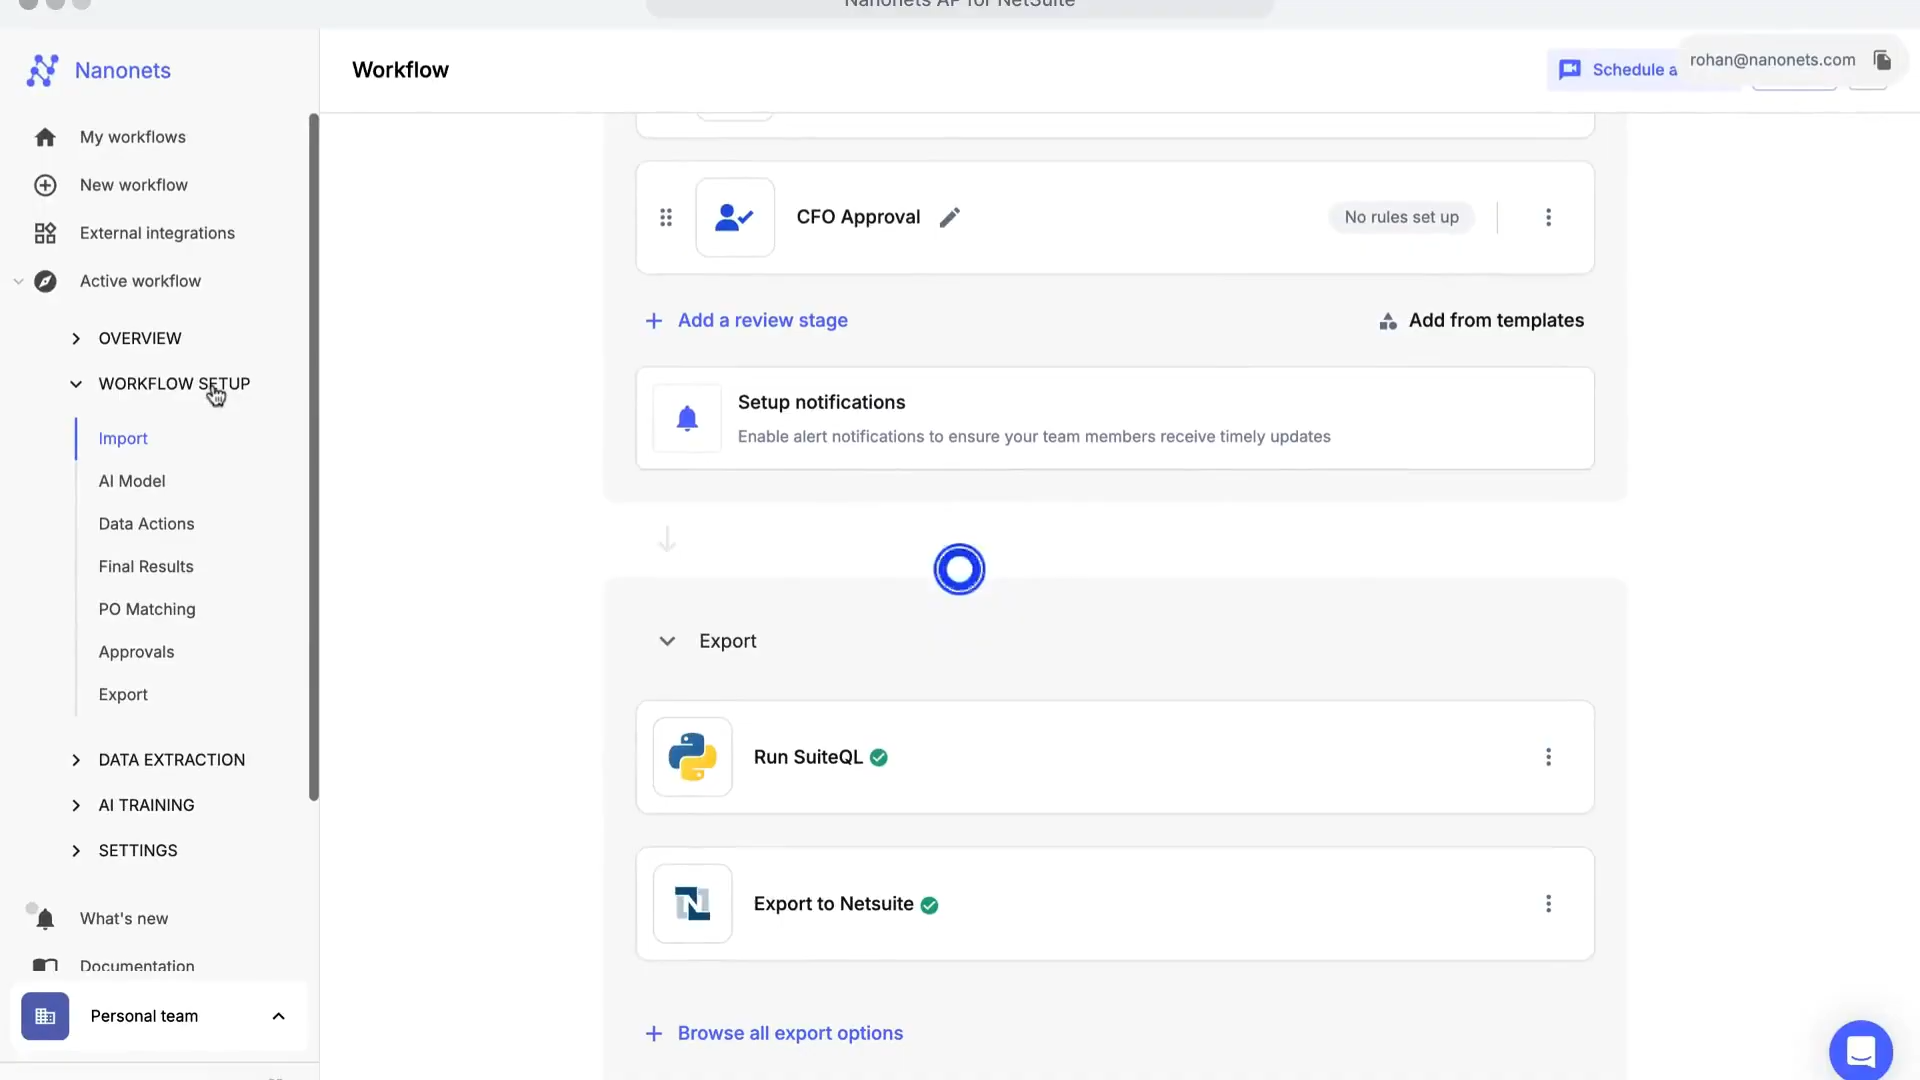 Nanonets AP for NetSuite
Nanonets
Workflow
Schedule a
rohan@nanonets.com
My workflows
New workflow
External integrations
Active workflow
OVERVIEW
WORKFLOW SETUP
Import
AI Model
Data Actions
Final Results
PO Matching
Approvals
Export
DATA EXTRACTION
AI TRAINING
SETTINGS
What's new
Documentation
Personal team
CFO Approval
No rules set up
Add a review stage
Add from templates
Setup notifications
Enable alert notifications to ensure your team members receive timely updates
Export
Run SuiteQL
Export to Netsuite
Browse all export options